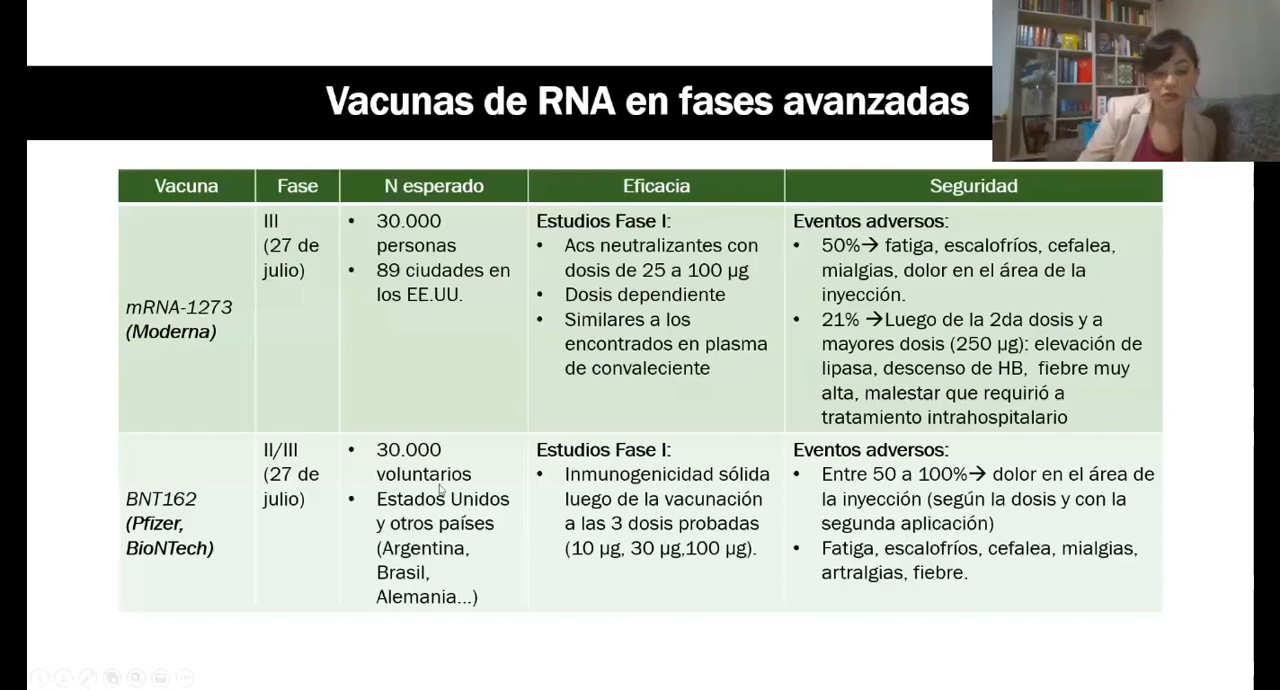 Vacunas de RNA en fases avanzadas
Vacuna
Fase
N esperado
Eficacia
Seguridad
mRNA-1273
(Moderna)
III
(27 de
julio)
• 30.000
personas
• 89 ciudades en
los EE.UU.
Estudios Fase I:
• Acs neutralizantes con
dosis de 25 a 100 µg
• Dosis dependiente
• Similares a los
encontrados en plasma
de convaleciente
Eventos adversos:
• 50%→ fatiga, escalofríos, cefalea,
mialgias, dolor en el área de la
inyección.
• 21% →Luego de la 2da dosis y a
mayores dosis (250 µg): elevación de
lipasa, descenso de HB, fiebre muy
alta, malestar que requirió a
tratamiento intrahospitalario
BNT162
(Pfizer,
BioNTech)
II/III
(27 de
julio)
• 30.000
voluntarios
• Estados Unidos
y otros países
(Argentina,
Brasil,
Alemania...)
Estudios Fase I:
• Inmunogenicidad sólida
luego de la vacunación
a las 3 dosis probadas
(10 µg, 30 µg,100 µg).
Eventos adversos:
• Entre 50 a 100%→ dolor en el área de
la inyección (según la dosis y con la
segunda aplicación)
• Fatiga, escalofríos, cefalea, mialgias,
artralgias, fiebre.